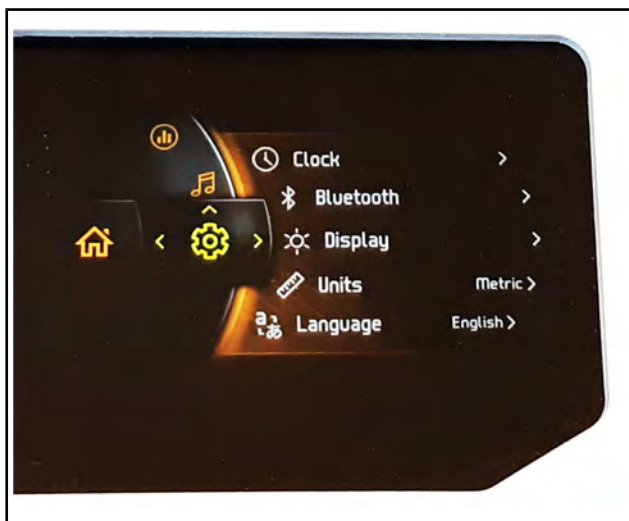 Clock
Bluetooth
Display
Units Metric
Language English